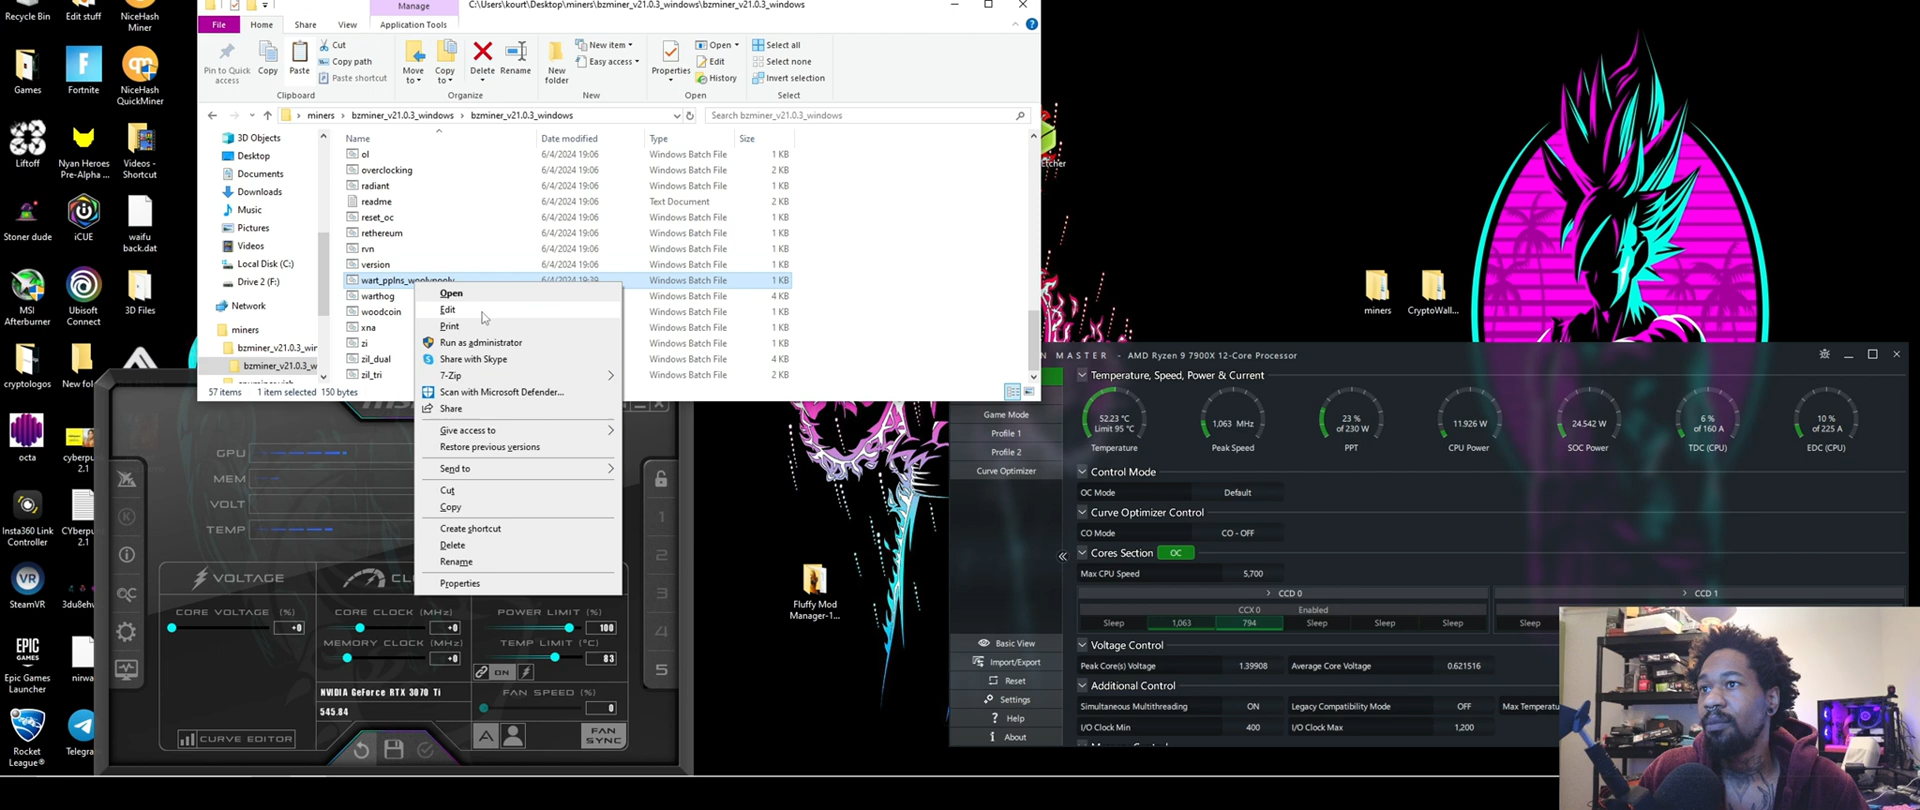 Recycle Bin
Edit stuff
NiceHash
Miner
Games
Fortnite
NiceHash
QuickMiner
Liftoff
Nyan Heroes
Pre-Alpha ...
Videos -
Shortcut
Stoner dude
iCUE
waifu
back.dat
MSI
Afterburner
Ubisoft
Connect
3D Files
cryptologos
New fol
octa
cyberpu
2.1
Insta360 Link
Controller
CYberpu
2.1
SteamVR
3du8ehv
EPIC
GAMES
Epic Games
Launcher
nirwa
Rocket
League®
Telegra
Manage
C:\Users\kourt\Desktop\miners\bzminer_v21.0.3_windows\bzminer_v21.0.3_windows
File
Home
Share
View
Application Tools
Pin to Quick
access
Copy
Paste
Cut
Copy path
Paste shortcut
Clipboard
Move
to
Copy
to
Delete
Rename
Organize
New
folder
New item
Easy access
New
Properties
Open
Edit
History
Open
Select all
Select none
Invert selection
Select
miners
bzminer_v21.0.3_windows
bzminer_v21.0.3_windows
Search bzminer_v21.0.3_windows
3D Objects
Desktop
Documents
Downloads
Music
Pictures
Videos
Local Disk (C:)
Drive 2 (F:)
Network
miners
bzminer_v21.0.3_wir
bzminer_v21.0.3_w
Name
Date modified
Type
Size
ol 6/4/2024 19:06 Windows Batch File 1 KB
overclocking 6/4/2024 19:06 Windows Batch File 2 KB
radiant 6/4/2024 19:06 Windows Batch File 1 KB
readme 6/4/2024 19:06 Text Document 2 KB
reset_oc 6/4/2024 19:06 Windows Batch File 1 KB
rethereum 6/4/2024 19:06 Windows Batch File 1 KB
rvn 6/4/2024 19:06 Windows Batch File 1 KB
version 6/4/2024 19:06 Windows Batch File 1 KB
wart_pplns_woolypooly 6/4/2024 19:39 Windows Batch File 1 KB
warthog Windows Batch File 4 KB
woodcoin Windows Batch File 1 KB
xna Windows Batch File 1 KB
zi Windows Batch File 1 KB
zil_dual Windows Batch File 4 KB
zil_tri Windows Batch File 2 KB
57 items
1 item selected 150 bytes
Open
Edit
Print
Run as administrator
Share with Skype
7-Zip
Scan with Microsoft Defender...
Share
Give access to
Restore previous versions
Send to
Cut
Copy
Create shortcut
Delete
Rename
Properties
GPU
MEM
VOLT
TEMP
VOLTAGE
CORE VOLTAGE (%)
+0
CORE CLOCK (MHz)
+0
MEMORY CLOCK (MHz)
+0
POWER LIMIT (%)
100
TEMP LIMIT (°C)
83
ON
NVIDIA GeForce RTX 3070 Ti
545.84
FAN SPEED (%)
0
CURVE EDITOR
A
FAN
SYNC
1
2
3
4
5
etcher
miners
CryptoWall...
Fluffy Mod
Manager-1...
N MASTER - AMD Ryzen 9 7900X 12-Core Processor
Game Mode
Profile 1
Profile 2
Curve Optimizer
Basic View
Import/Export
Reset
Settings
Help
About
Temperature, Speed, Power & Current
52.23 °C
Limit 95 °C
Temperature
1,063 MHz
Peak Speed
23 %
of 230 W
PPT
11.926 W
CPU Power
24.542 W
SOC Power
6 %
of 160 A
TDC (CPU)
10 %
of 225 A
EDC (CPU)
Control Mode
OC Mode Default
Curve Optimizer Control
CO Mode CO - OFF
Cores Section OC
Max CPU Speed 5,700
CCD 0
CCD 1
CCX 0 Enabled
Sleep 1,063 794 Sleep Sleep Sleep Sleep
Voltage Control
Peak Core(s) Voltage 1.39908 Average Core Voltage 0.621516
Additional Control
Simultaneous Multithreading ON Legacy Compatibility Mode OFF Max Temperatu
I/O Clock Min 400 I/O Clock Max 1,200